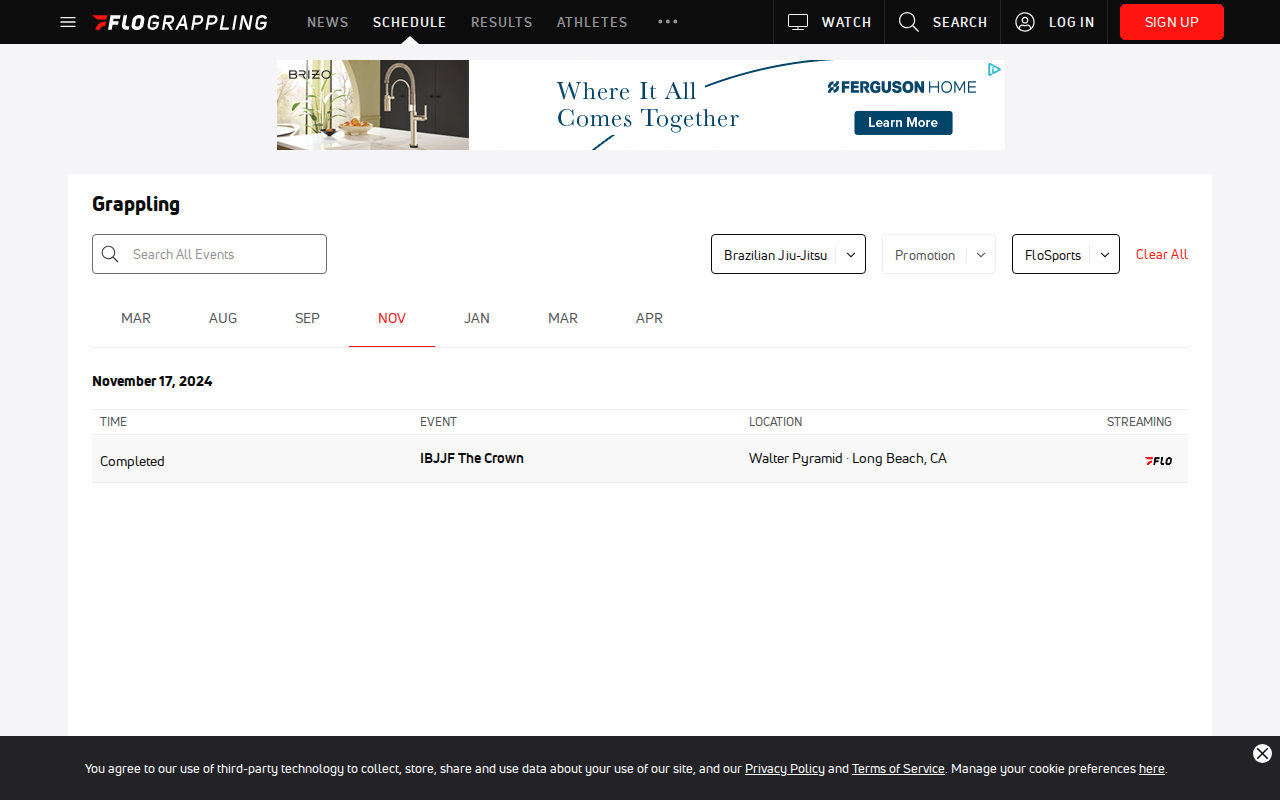 FLOGRAPPLING
NEWS
SCHEDULE
RESULTS
ATHLETES
WATCH
SEARCH
LOG IN
SIGN UP
BRIZO
Where It All
Comes Together
FERGUSON HOME
Learn More
Grappling
Search All Events
Brazilian Jiu-Jitsu
Promotion
FloSports
Clear All
MAR
AUG
SEP
NOV
JAN
MAR
APR
November 17, 2024
TIME
EVENT
LOCATION
STREAMING
Completed
IBJJF The Crown
Walter Pyramid · Long Beach, CA
FLO
You agree to our use of third-party technology to collect, store, share and use data about your use of our site, and our Privacy Policy and Terms of Service. Manage your cookie preferences here.